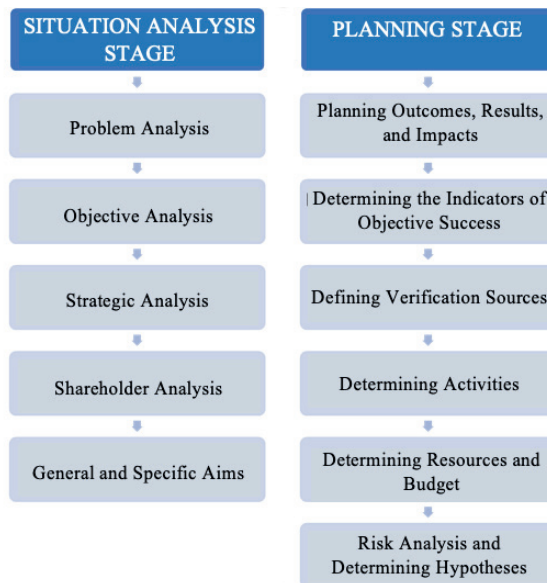 SITUATION ANALYSIS
STAGE
Problem Analysis
Objective Analysis
Strategic Analysis
Shareholder Analysis
General and Specific Aims
PLANNING STAGE
Planning Outcomes, Results,
and Impacts
Determining the Indicators of
Objective Success
Defining Verification Sources
Determining Activities
Determining Resources and
Budget
Risk Analysis and
Determining Hypotheses